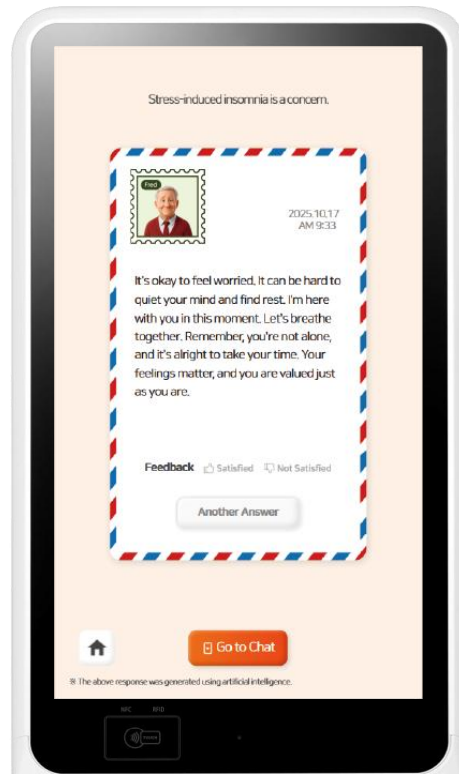 Stress-induced insomnia is a concern.
Fred
2025.10.17
AM 9:33
It's okay to feel worried. It can be hard to
quiet your mind and find rest. I'm here
with you in this moment. Let's breathe
together. Remember, you're not alone,
and it's alright to take your time. Your
feelings matter, and you are valued just
as you are.
Feedback Satisfied Not Satisfied
Another Answer
Go to Chat
※ The above response was generated using artificial intelligence.
NFC RFID